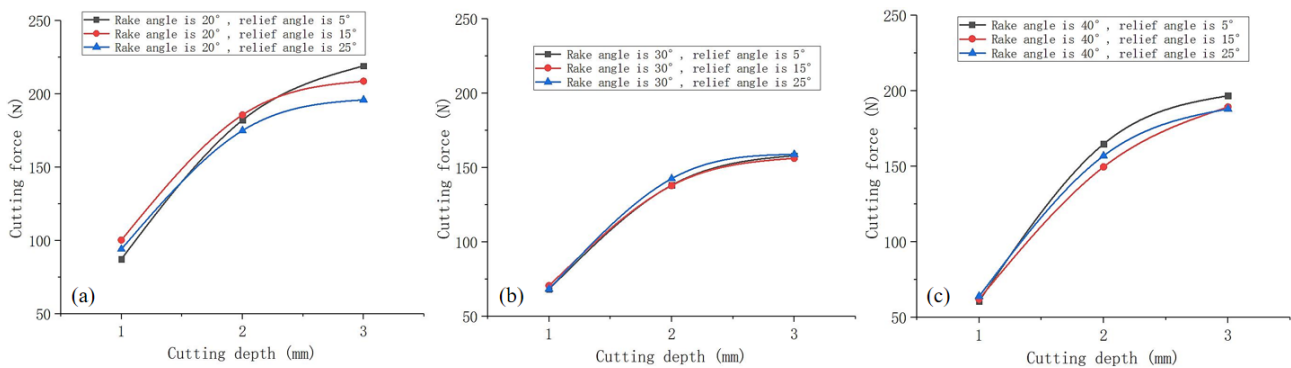 250
200
150
100
50
Cutting force (N)
Rake angle is 20°, relief angle is 5°
Rake angle is 20°, relief angle is 15°
Rake angle is 20°, relief angle is 25°
(a)
1 2 3
Cutting depth (mm)
250
200
150
100
50
Cutting force (N)
Rake angle is 30°, relief angle is 5°
Rake angle is 30°, relief angle is 15°
Rake angle is 30°, relief angle is 25°
(b)
1 2 3
Cutting depth (mm)
250
200
150
100
50
Cutting force (N)
Rake angle is 40°, relief angle is 5°
Rake angle is 40°, relief angle is 15°
Rake angle is 40°, relief angle is 25°
(c)
1 2 3
Cutting depth (mm)